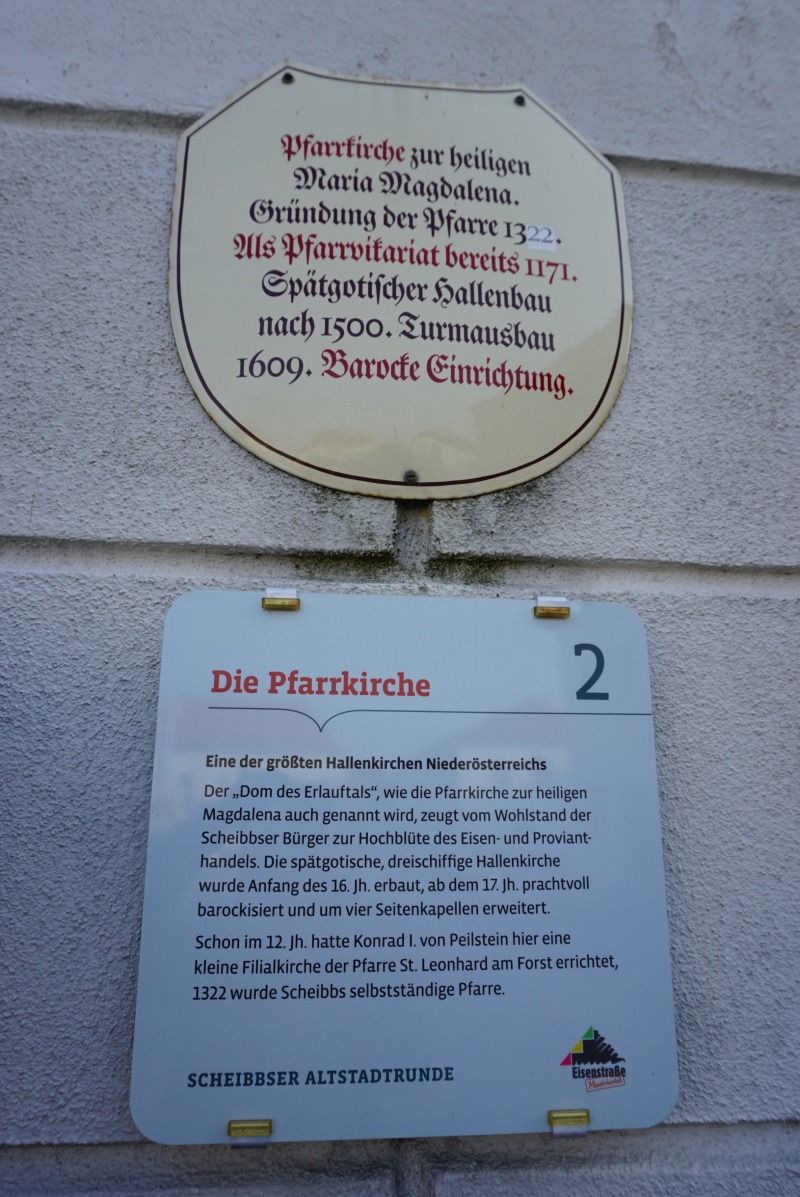 Pfarrkirche zur heiligen
Maria Magdalena.
Gründung der Pfarre 1322.
Als Pfarrvikariat bereits 1171.
Spätgotischer Hallenbau
nach 1500. Turmausbau
1609. Barocke Einrichtung.
Die Pfarrkirche
2
Eine der größten Hallenkirchen Niederösterreichs
Der „Dom des Erlauftals“, wie die Pfarrkirche zur heiligen
Magdalena auch genannt wird, zeugt vom Wohlstand der
Scheibbser Bürger zur Hochblüte des Eisen- und Proviant-
handels. Die spätgotische, dreischiffige Hallenkirche
wurde Anfang des 16. Jh. erbaut, ab dem 17. Jh. prachtvoll
barockisiert und um vier Seitenkapellen erweitert.
Schon im 12. Jh. hatte Konrad I. von Peilstein hier eine
kleine Filialkirche der Pfarre St. Leonhard am Forst errichtet,
1322 wurde Scheibbs selbstständige Pfarre.
SCHEIBBSER ALTSTADTRUNDE
Eisenstraße